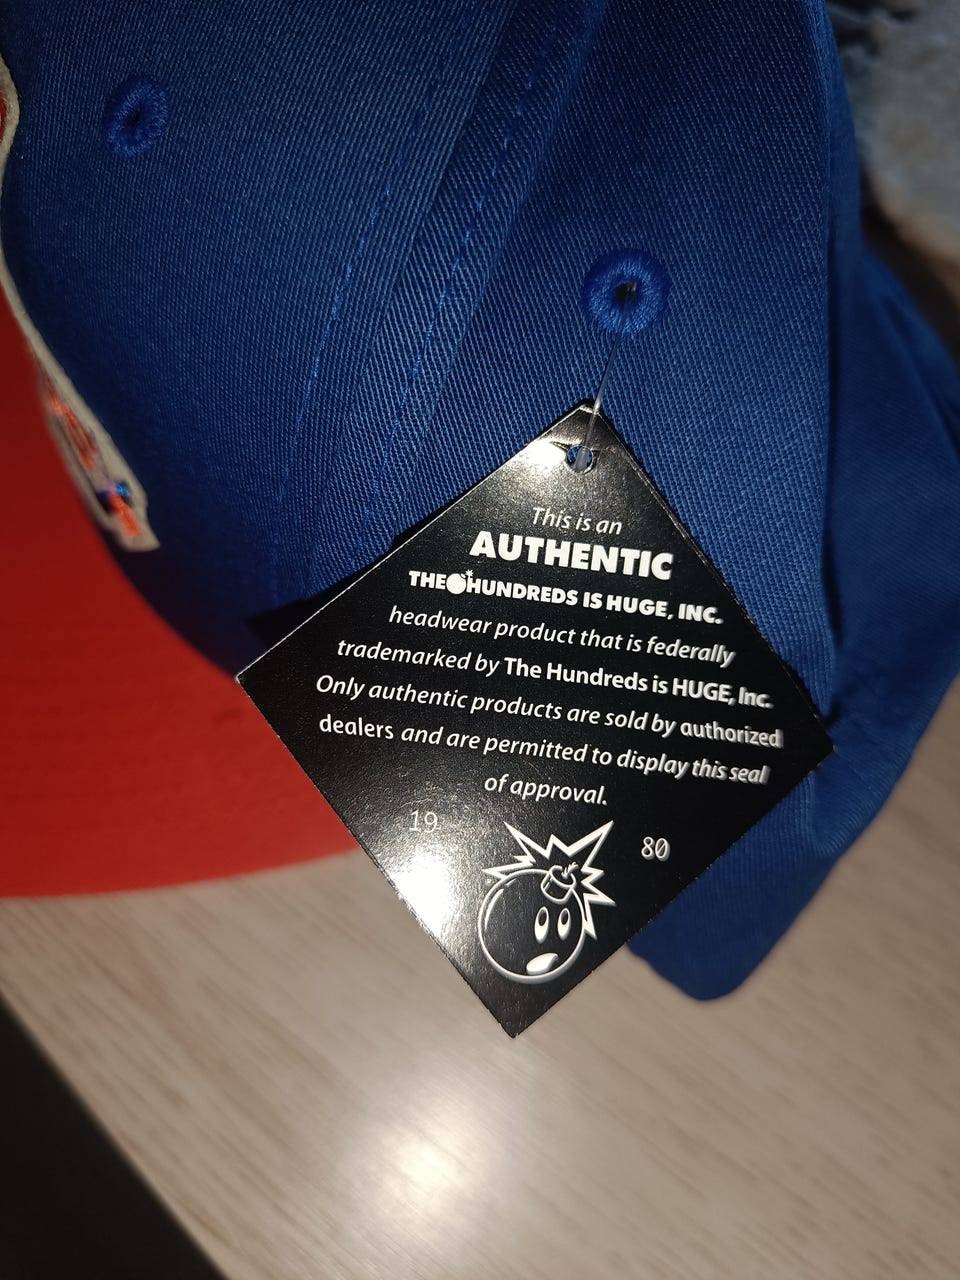 This is an
AUTHENTIC
THE HUNDREDS IS HUGE, INC.
headwear product that is federally
trademarked by The Hundreds is HUGE, Inc.
Only authentic products are sold by authorized
dealers and are permitted to display this seal
of approval.
19 80